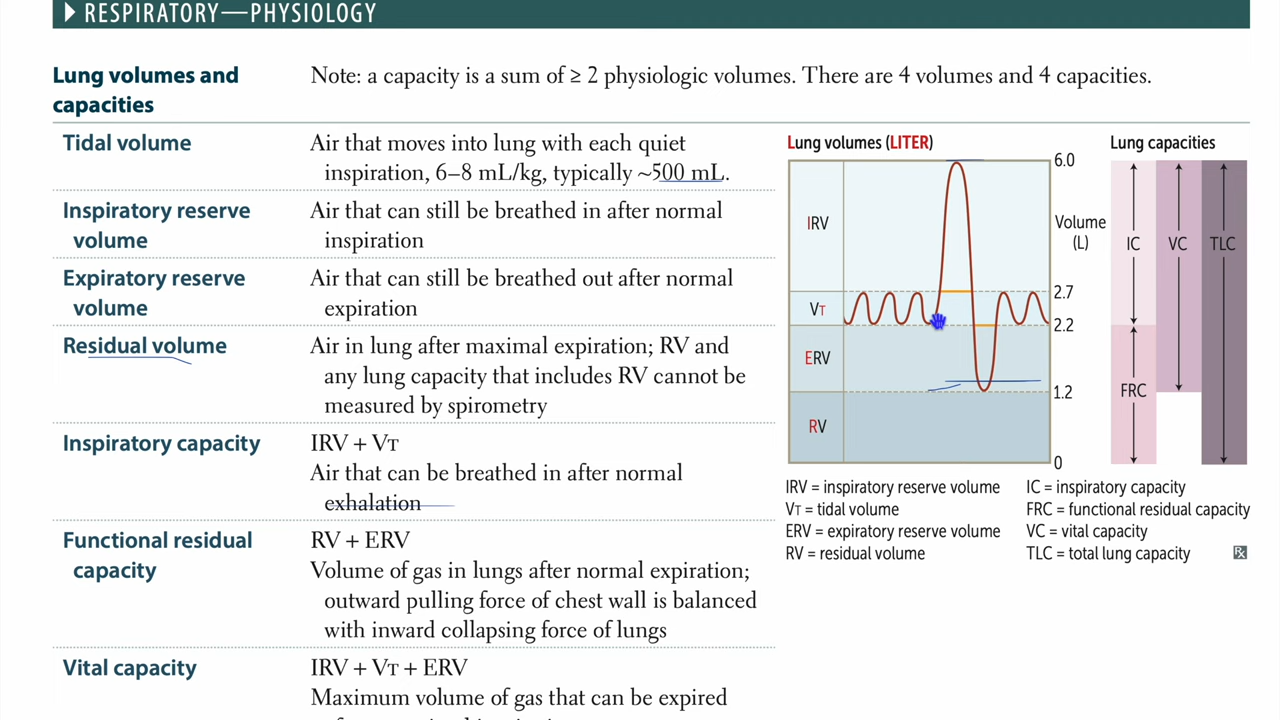 RESPIRATORY—PHYSIOLOGY
Lung volumes and
capacities
Note: a capacity is a sum of ≥ 2 physiologic volumes. There are 4 volumes and 4 capacities.
Tidal volume
Air that moves into lung with each quiet
inspiration, 6–8 mL/kg, typically ~500 mL.
Inspiratory reserve
volume
Air that can still be breathed in after normal
inspiration
Expiratory reserve
volume
Air that can still be breathed out after normal
expiration
Residual volume
Air in lung after maximal expiration; RV and
any lung capacity that includes RV cannot be
measured by spirometry
Inspiratory capacity
IRV + VT
Air that can be breathed in after normal
exhalation
Functional residual
capacity
RV + ERV
Volume of gas in lungs after normal expiration;
outward pulling force of chest wall is balanced
with inward collapsing force of lungs
Vital capacity
IRV + VT + ERV
Maximum volume of gas that can be expired
Lung volumes (LITER)
IRV
VT
ERV
RV
6.0
Volume
(L)
2.7
2.2
1.2
0
Lung capacities
IC
VC
TLC
FRC
IRV = inspiratory reserve volume
VT = tidal volume
ERV = expiratory reserve volume
RV = residual volume
IC = inspiratory capacity
FRC = functional residual capacity
VC = vital capacity
TLC = total lung capacity
Rx